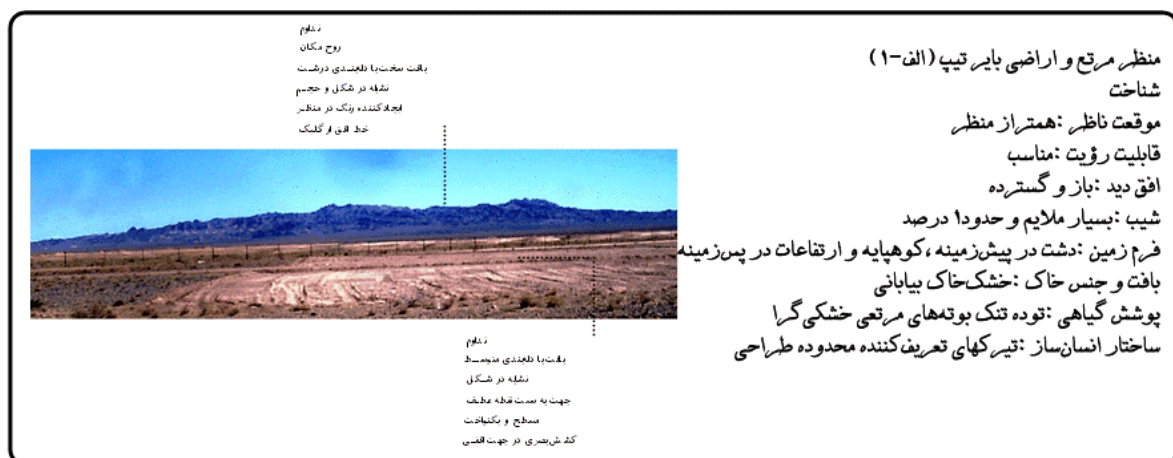 منظر مرتع و اراضی بایر تیپ (الف-۱)
شناخت
موقعت ناظر :همتراز منظر
قابلیت رؤیت :مناسب
افق دید :باز و گسترده
شیب :بسیار ملایم و حدود۱ درصد
فرم زمین :دشت در پیش‌زمینه ،کوهپایه و ارتفاعات در پس‌زمینه
بافت و جنس خاک :خشک‌خاک بیابانی
پوشش گیاهی :توده تنک بوته‌های مرتعی خشکی‌گرا
ساختار انسان‌ساز :تیرکهای تعریف‌کننده محدوده طراحی
تداوم
روح مکان
بافت سخت با دانه‌بندی درشت
تشابه در شکل و حجم
ایجادکننده رنگ در منظر
خط افق ارگانیک
تداوم
بافت با دانه‌بندی متوسط
تشابه در شکل
جهت به سمت نقطه عطف
مسطح و یکنواخت
کشش بصری در جهت افقی